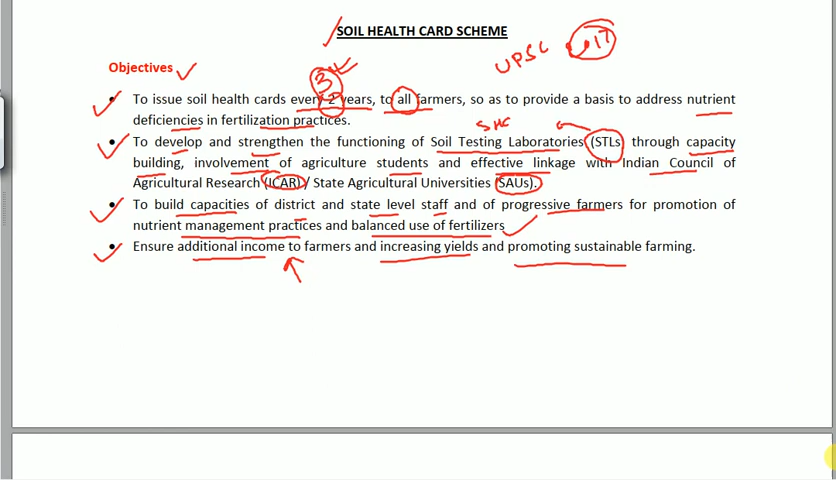 SOIL HEALTH CARD SCHEME
UPSC '17
Objectives
3
• To issue soil health cards every 2 years, to all farmers, so as to provide a basis to address nutrient
deficiencies in fertilization practices.
SHC
• To develop and strengthen the functioning of Soil Testing Laboratories (STLs) through capacity
building, involvement of agriculture students and effective linkage with Indian Council of
Agricultural Research (ICAR)/ State Agricultural Universities (SAUs).
• To build capacities of district and state level staff and of progressive farmers for promotion of
nutrient management practices and balanced use of fertilizers
• Ensure additional income to farmers and increasing yields and promoting sustainable farming.